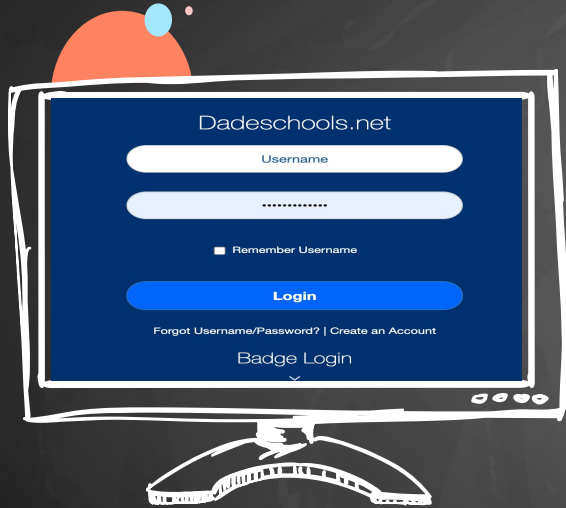 Dadeschools.net
Username
•••••••••••••
Remember Username
Login
Forgot Username/Password? | Create an Account
Badge Login